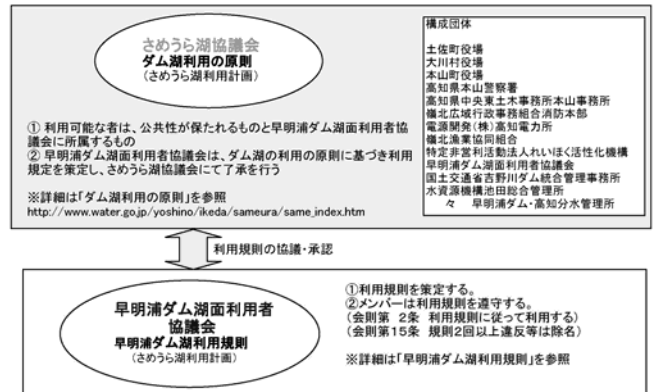 さめうら湖協議会
ダム湖利用の原則
(さめうら湖利用計画)
① 利用可能な者は、公共性が保たれるものと早明浦ダム湖面利用者協
議会に所属するもの
② 早明浦ダム湖面利用者協議会は、ダム湖の利用の原則に基づき利用
規定を策定し、さめうら湖協議会にて了承を行う
※詳細は「ダム湖利用の原則」を参照
http://www.water.go.jp/yoshino/ikeda/sameura/same_index.htm
構成団体
土佐町役場
大川村役場
本山町役場
高知県本山警察署
高知県中央東土木事務所本山事務所
嶺北広域行政事務組合消防本部
電源開発(株)高知電力所
嶺北漁業協同組合
特定非営利活動法人れいほく活性化機構
早明浦ダム湖面利用者協議会
国土交通省吉野川ダム統合管理事務所
水資源機構池田総合管理所
々 早明浦ダム・高知分水管理所
利用規則の協議・承認
早明浦ダム湖面利用者
協議会
早明浦ダム湖利用規則
(さめうら湖利用計画)
①利用規則を策定する。
②メンバーは利用規則を遵守する。
(会則第 2条 利用規則に従って利用する)
(会則第15条 規則2回以上違反等は除名)
※詳細は「早明浦ダム湖利用規則」を参照